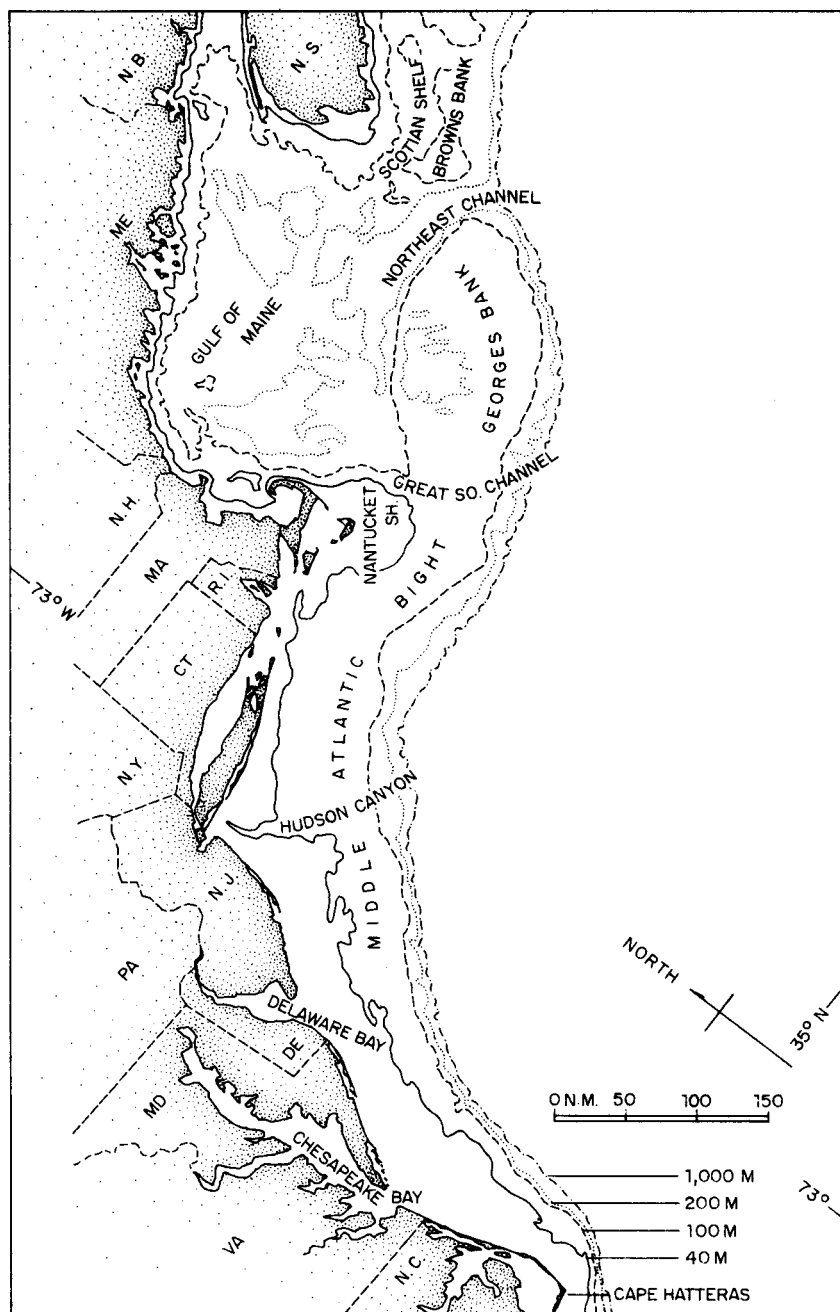 N.B.
N.S.
SCOTIAN SHELF
BROWNS BANK
ME
NORTHEAST CHANNEL
GULF OF
MAINE
GEORGES BANK
GREAT SO. CHANNEL
N.H.
NANTUCKET
SH.
MA
R.I.
73° W
BIGHT
CT
ATLANTIC
N.Y.
HUDSON CANYON
MIDDLE
N.J.
PA
NORTH
35° N
DELAWARE BAY
DE
MD
0 N.M. 50 100 150
CHESAPEAKE BAY
1,000 M
200 M
73°
100 M
VA
40 M
N.C.
CAPE HATTERAS